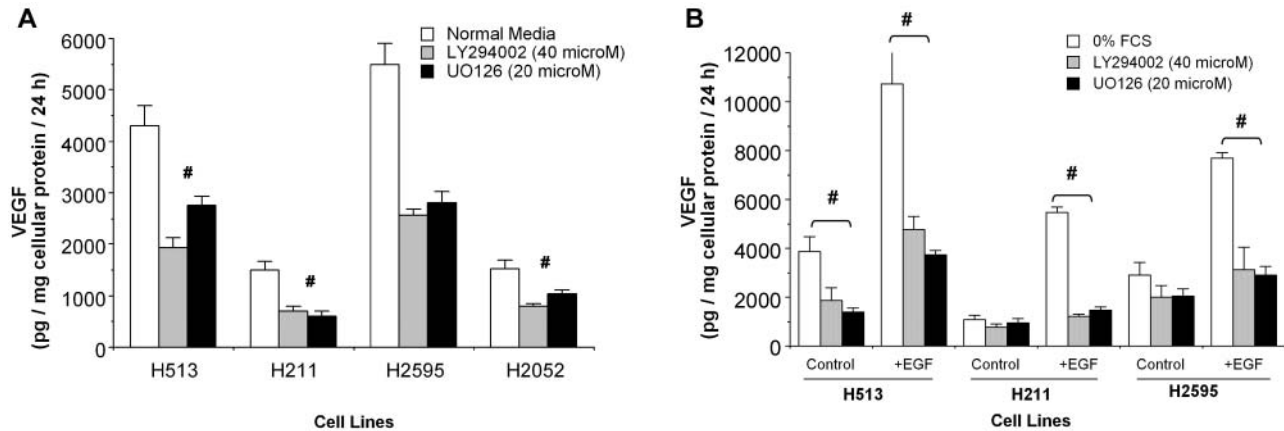 A
Normal Media
LY294002 (40 microM)
UO126 (20 microM)
VEGF
(pg / mg cellular protein / 24 h)
6000
5000
4000
3000
2000
1000
0
#
#
#
H513 H211 H2595 H2052
Cell Lines
B
0% FCS
LY294002 (40 microM)
UO126 (20 microM)
VEGF
(pg / mg cellular protein / 24 h)
12000
10000
8000
6000
4000
2000
0
#
#
#
#
Control +EGF Control +EGF Control +EGF
H513 H211 H2595
Cell Lines